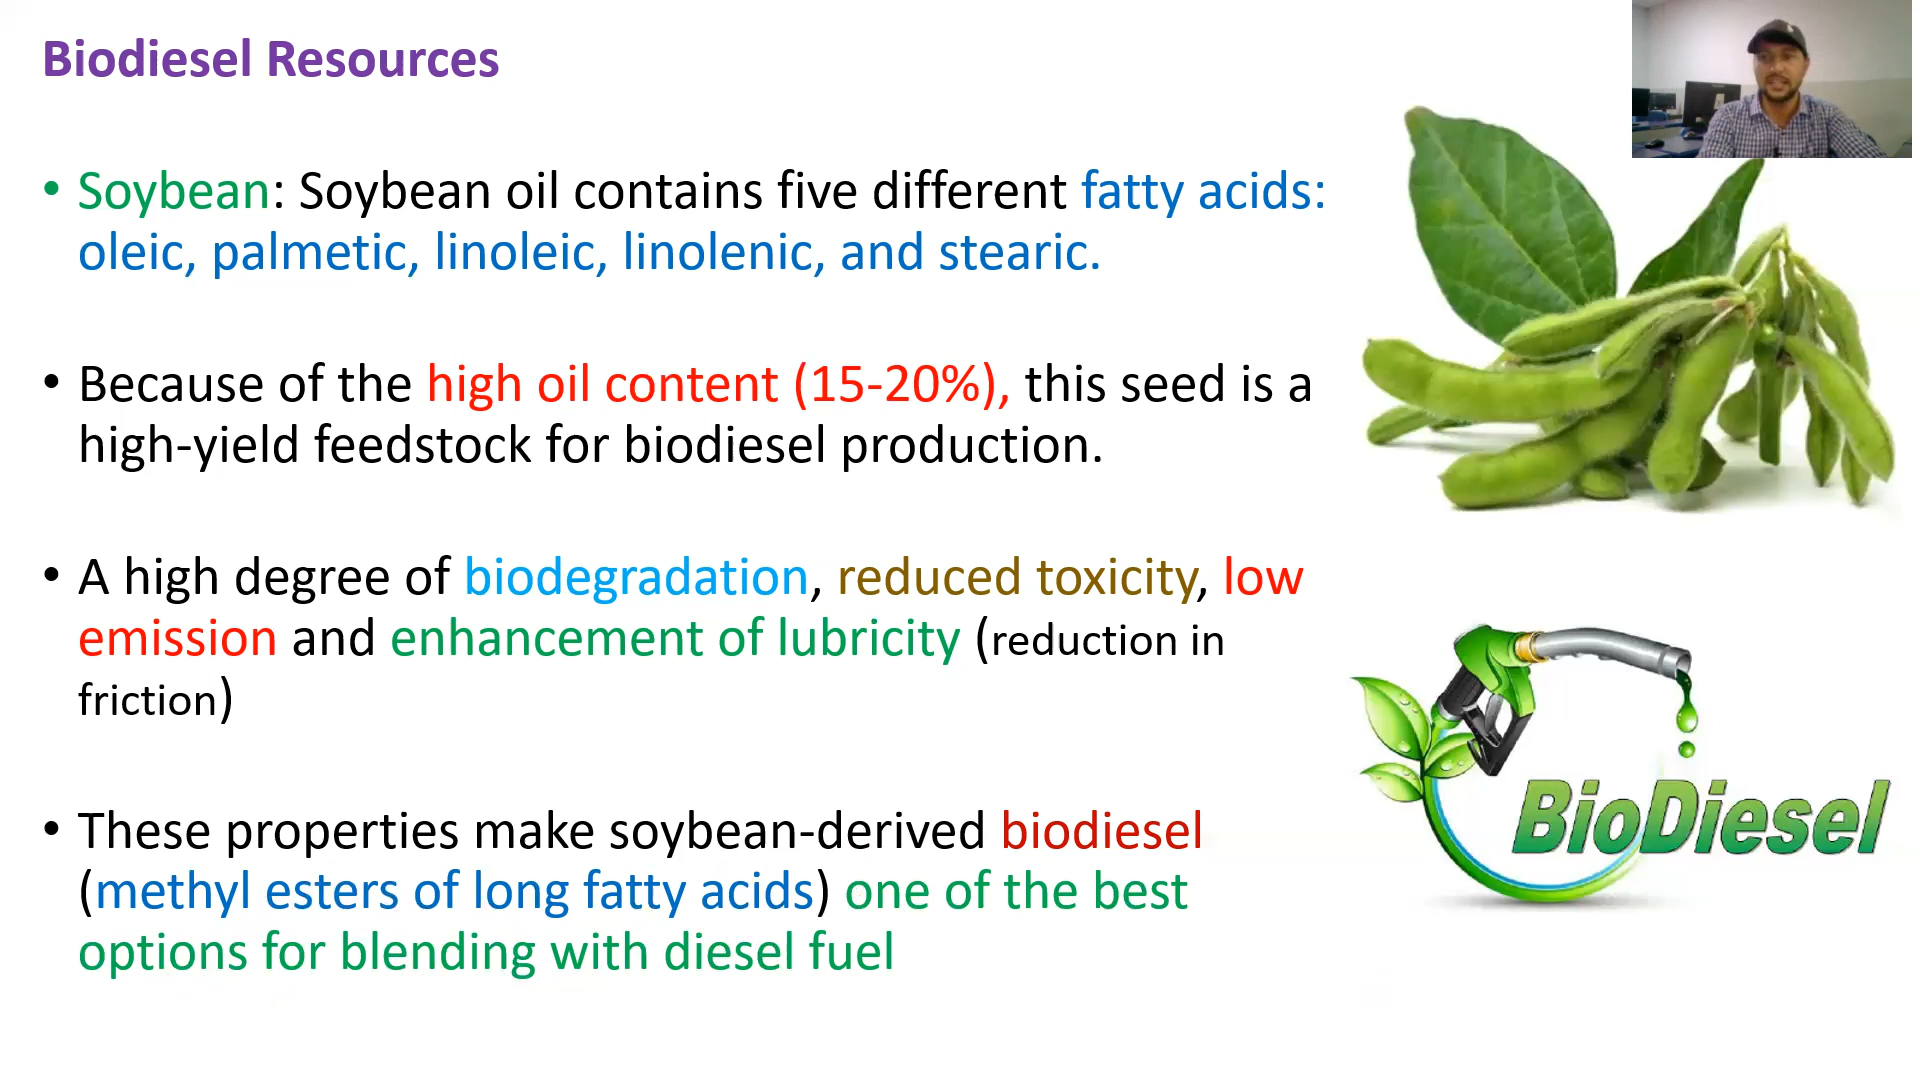 Biodiesel Resources
• Soybean: Soybean oil contains five different fatty acids:
oleic, palmetic, linoleic, linolenic, and stearic.
• Because of the high oil content (15-20%), this seed is a
high-yield feedstock for biodiesel production.
• A high degree of biodegradation, reduced toxicity, low
emission and enhancement of lubricity (reduction in
friction)
• These properties make soybean-derived biodiesel
(methyl esters of long fatty acids) one of the best
options for blending with diesel fuel
BioDiesel